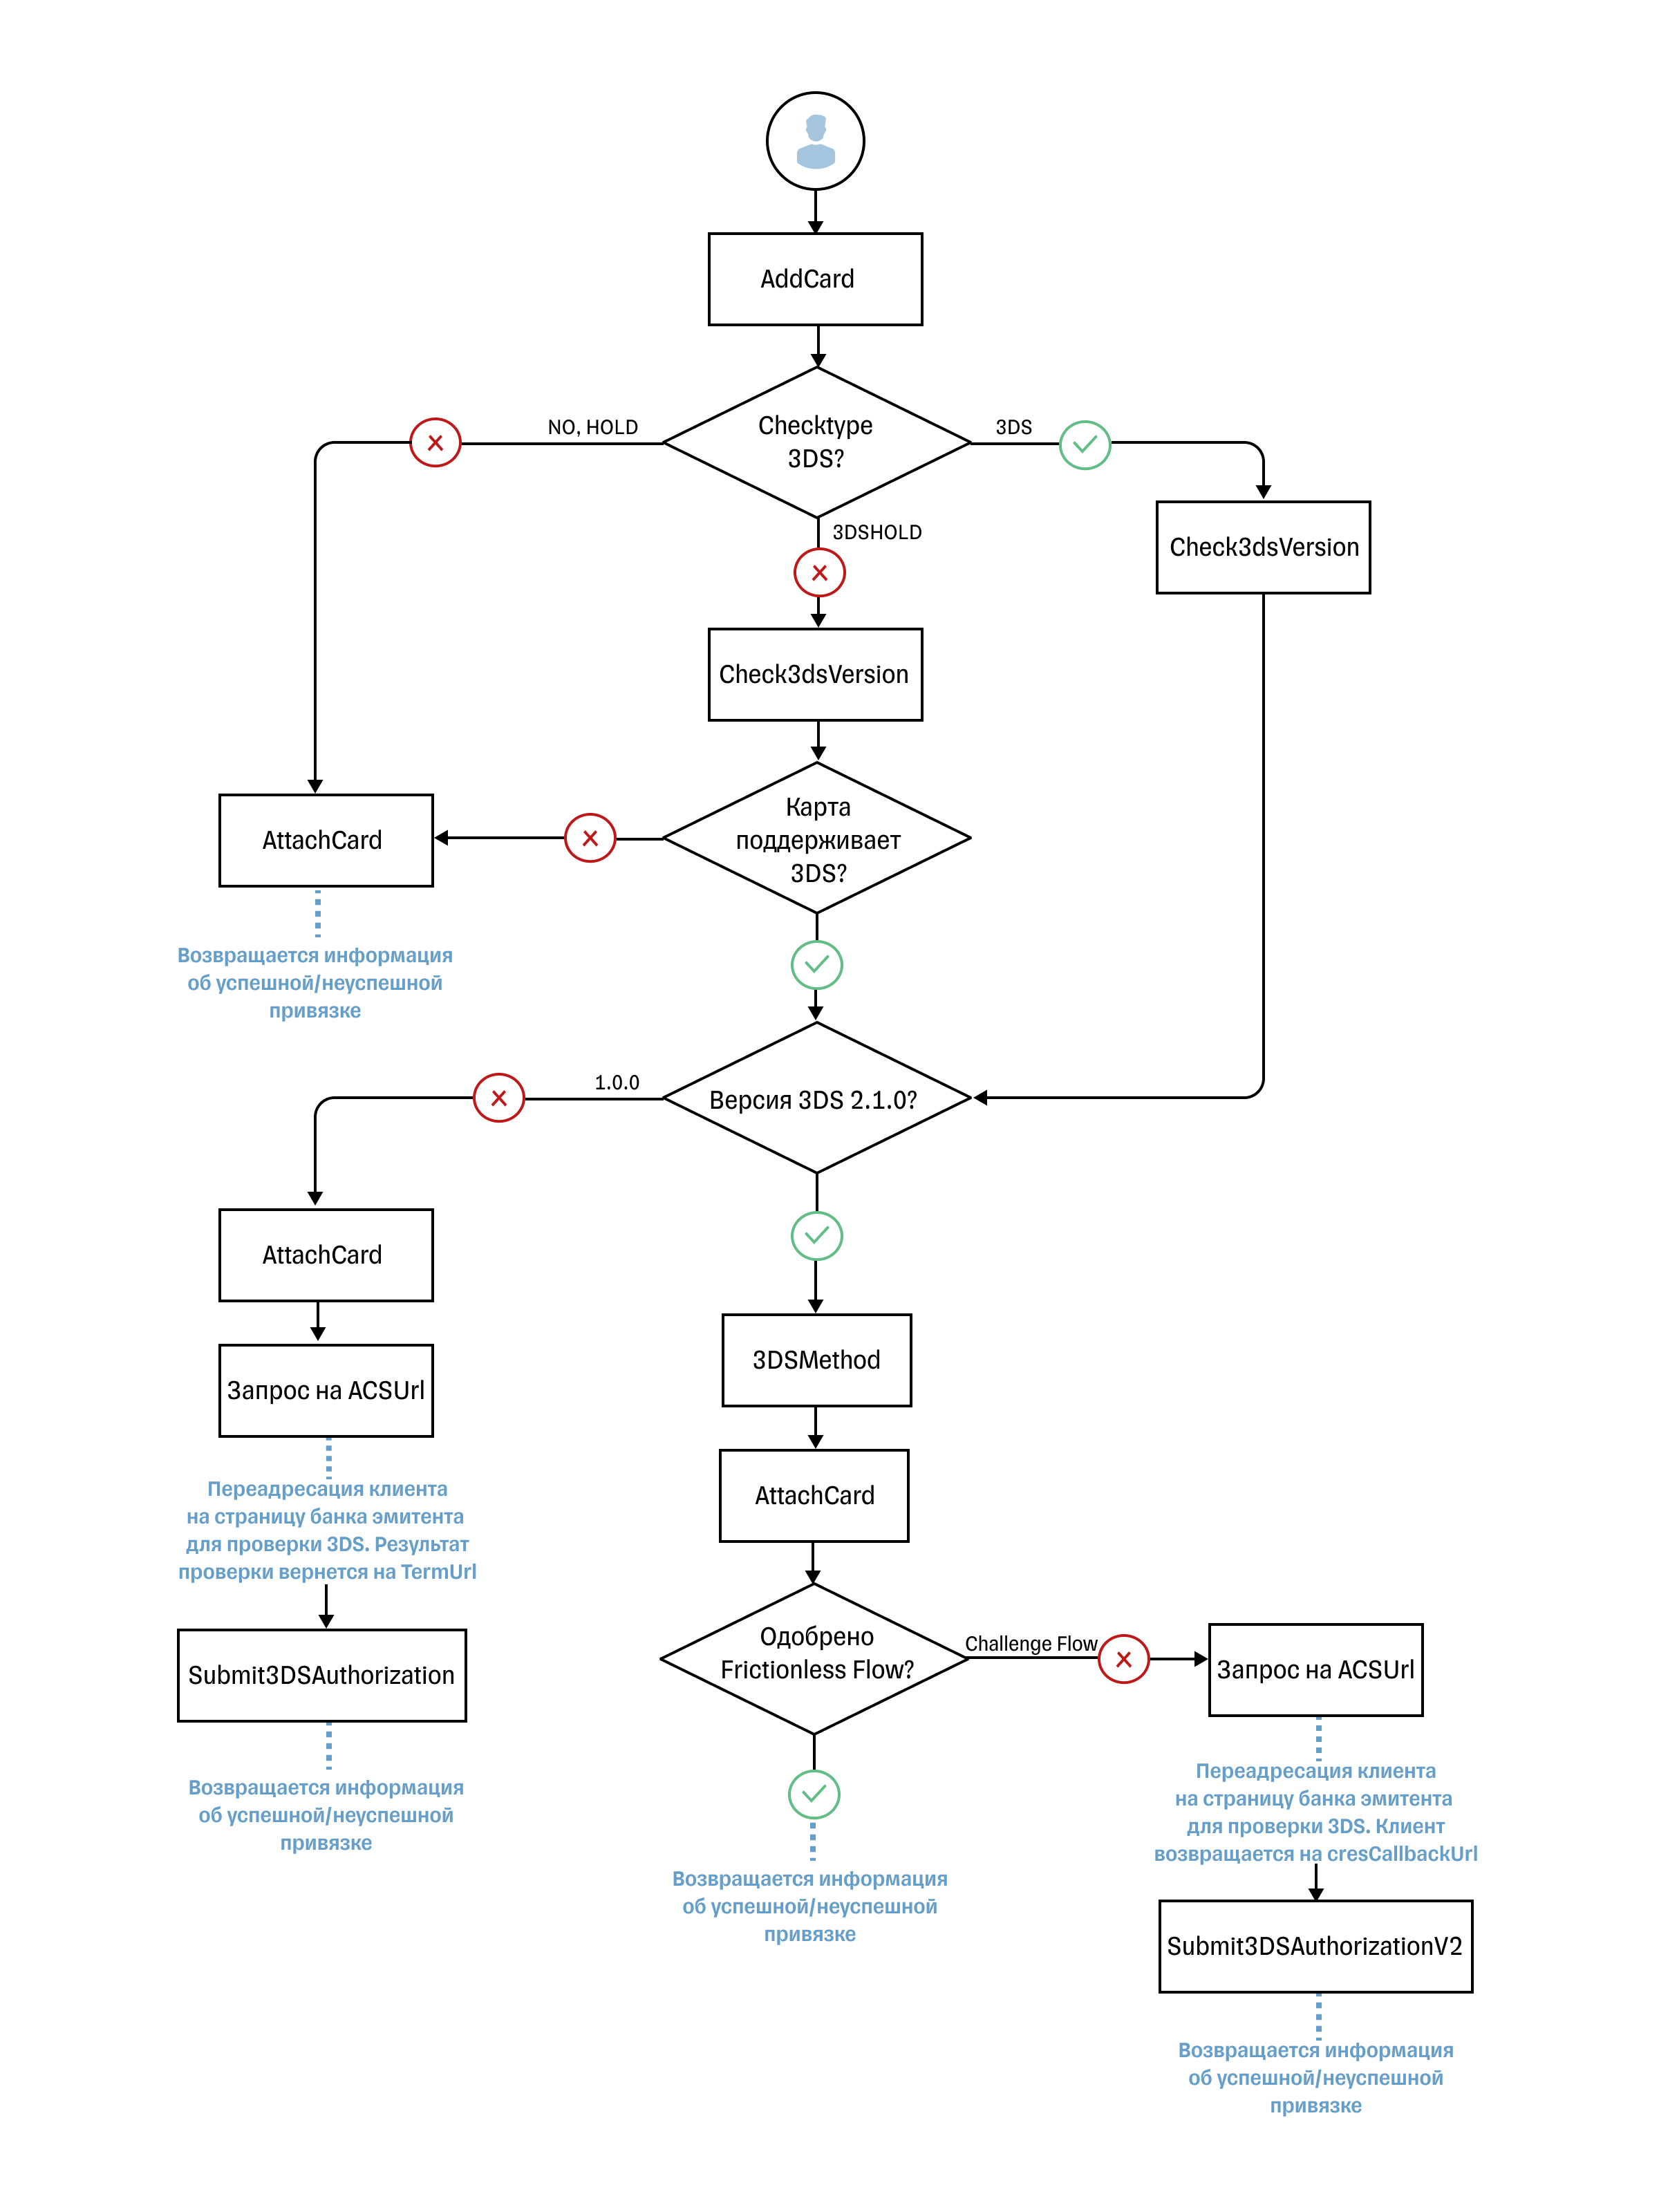 AddCard
Checktype
3DS?
NO, HOLD
3DS
3DSHOLD
Check3dsVersion
Check3dsVersion
Карта
поддерживает
3DS?
AttachCard
Возвращается информация
об успешной/неуспешной
привязке
Версия 3DS 2.1.0?
1.0.0
AttachCard
Запрос на ACSUrl
Переадресация клиента
на страницу банка эмитента
для проверки 3DS. Результат
проверки вернется на TermUrl
Submit3DSAuthorization
Возвращается информация
об успешной/неуспешной
привязке
3DSMethod
AttachCard
Одобрено
Frictionless Flow?
Возвращается информация
об успешной/неуспешной
привязке
Challenge Flow
Запрос на ACSUrl
Переадресация клиента
на страницу банка эмитента
для проверки 3DS. Клиент
возвращается на cresCallbackUrl
Submit3DSAuthorizationV2
Возвращается информация
об успешной/неуспешной
привязке